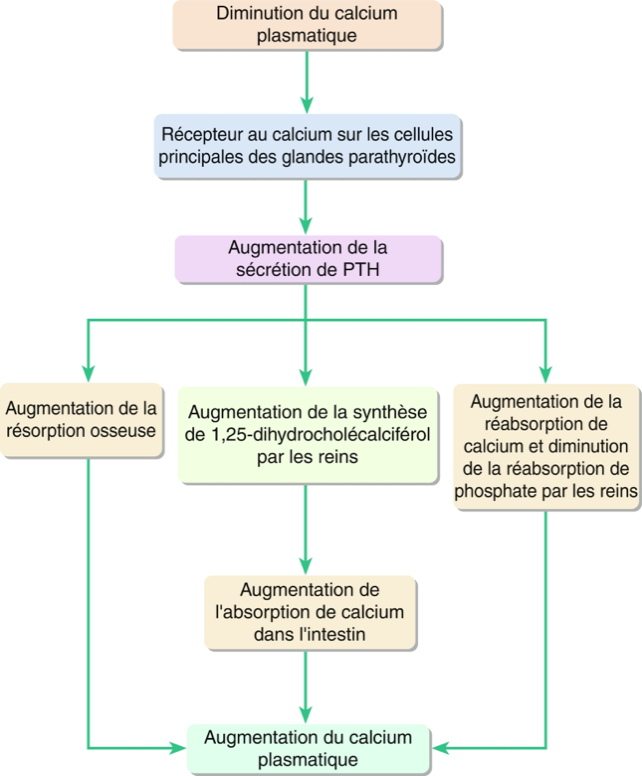 Diminution du calcium
plasmatique
Récepteur au calcium sur les cellules
principales des glandes parathyroïdes
Augmentation de la
sécrétion de PTH
Augmentation de la
résorption osseuse
Augmentation de la synthèse
de 1,25-dihydrocholécalciférol
par les reins
Augmentation de la
réabsorption de
calcium et diminution
de la réabsorption de
phosphate par les reins
Augmentation de
l'absorption de calcium
dans l'intestin
Augmentation du calcium
plasmatique